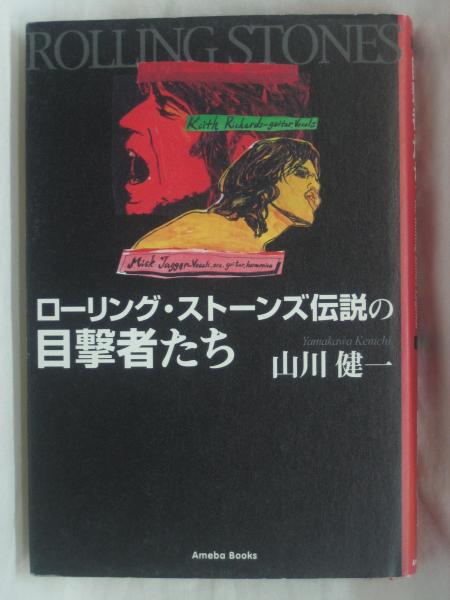 ROLLING STONES
Keith Richards-guitar, Vocals
Mick Jagger-Vocals, acc, guitar, harmonica
ローリング・ストーンズ伝説の
目撃者たち
Yamakawa Kenichi
山川 健一
Ameba Books